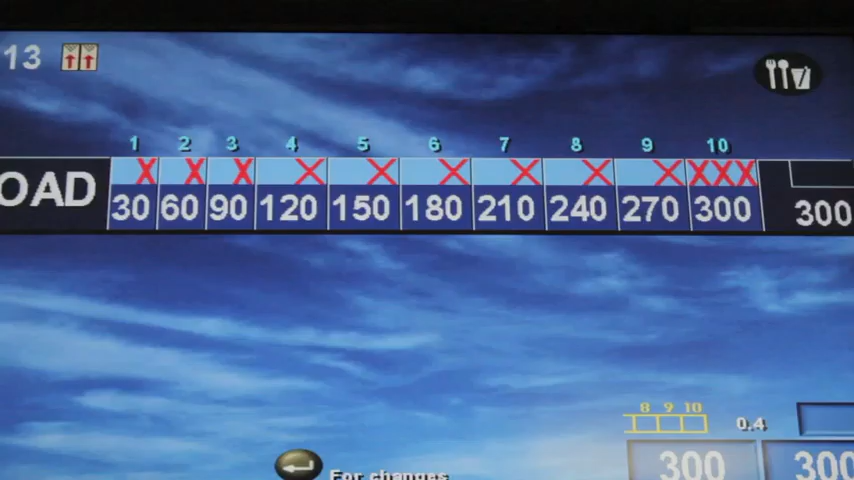 13
1 2 3 4 5 6 7 8 9 10
OAD X X X X X X X X X XXX
30 60 90 120 150 180 210 240 270 300 300
8 9 10 0.4
300 300
For changes